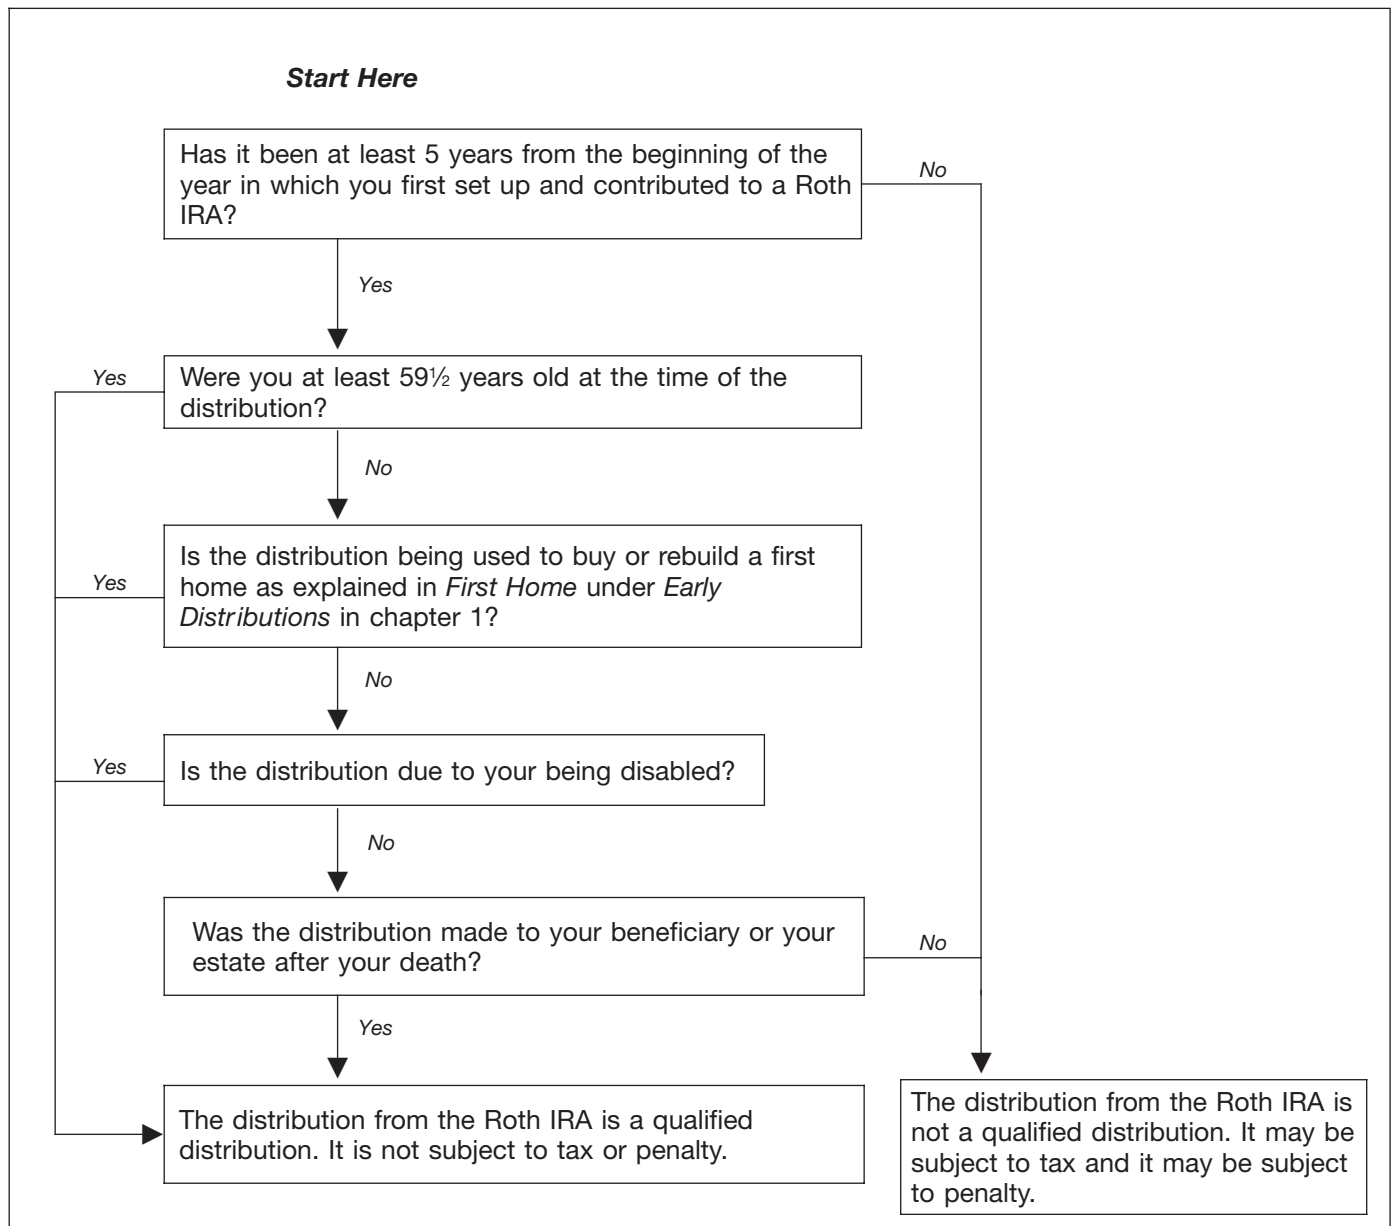 Start Here
Has it been at least 5 years from the beginning of the
year in which you first set up and contributed to a Roth
IRA?
No
Yes
Yes
Were you at least 59½ years old at the time of the
distribution?
No
Yes
Is the distribution being used to buy or rebuild a first
home as explained in First Home under Early
Distributions in chapter 1?
No
Yes
Is the distribution due to your being disabled?
No
Was the distribution made to your beneficiary or your
estate after your death?
No
Yes
The distribution from the Roth IRA is a qualified
distribution. It is not subject to tax or penalty.
The distribution from the Roth IRA is
not a qualified distribution. It may be
subject to tax and it may be subject
to penalty.